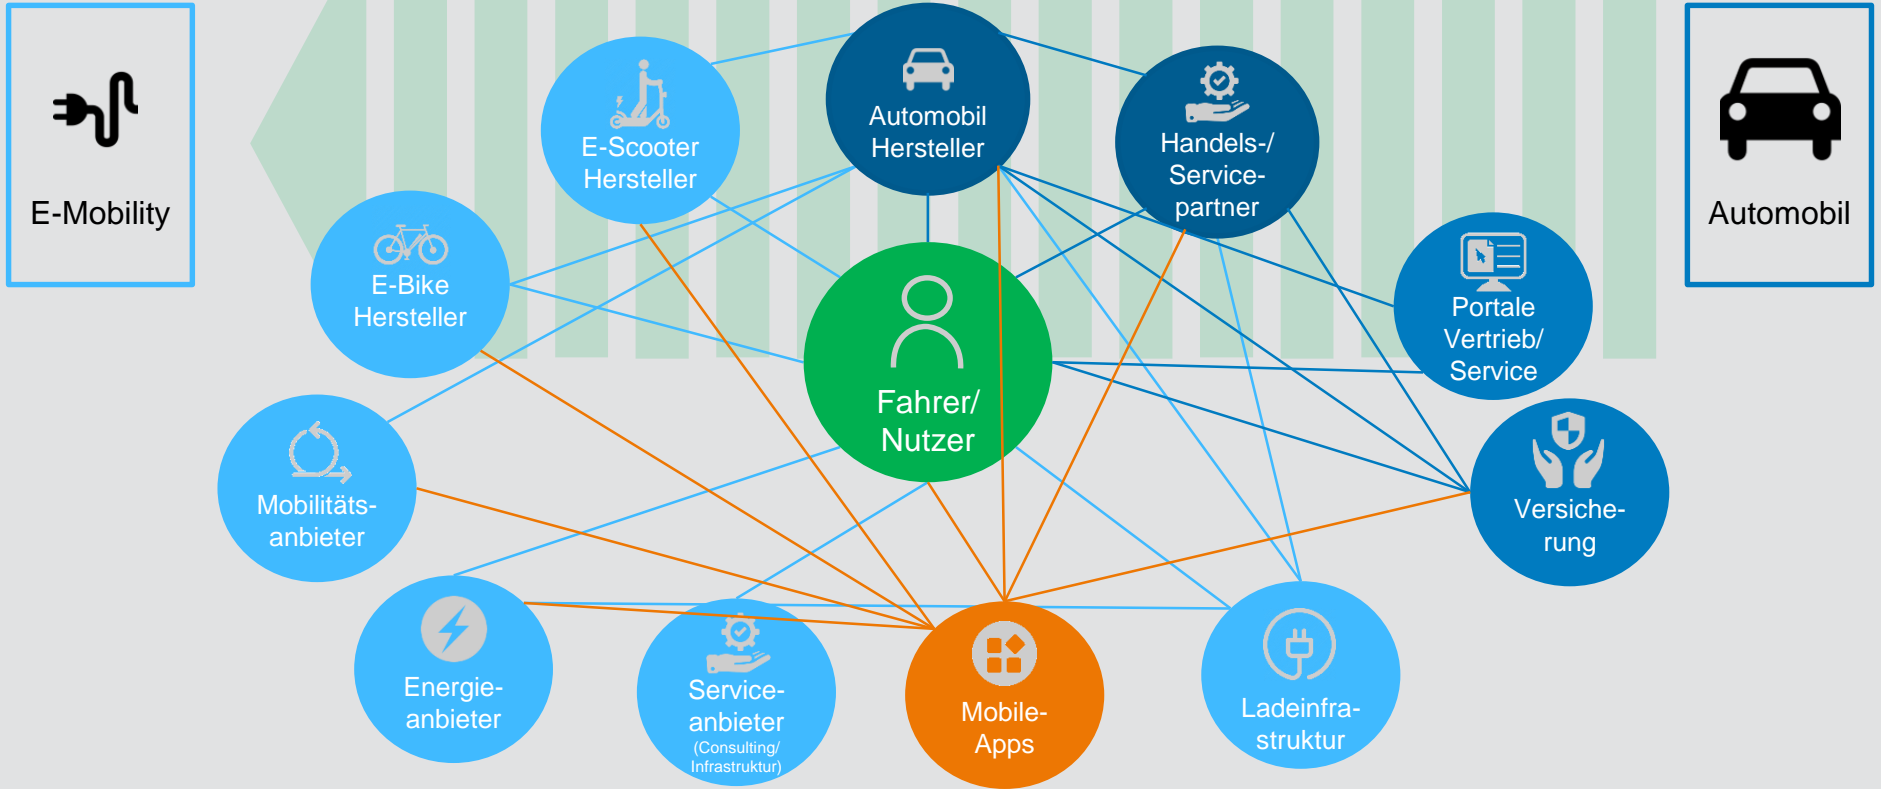 E-Mobility
Automobil
Automobil
Hersteller
E-Scooter
Hersteller
Handels-/
Service-
partner
E-Bike
Hersteller
Portale
Vertrieb/
Service
Fahrer/
Nutzer
Mobilitäts-
anbieter
Versiche-
rung
Energie-
anbieter
Service-
anbieter
(Consulting/
Infrastruktur)
Mobile-
Apps
Ladeinfra-
struktur